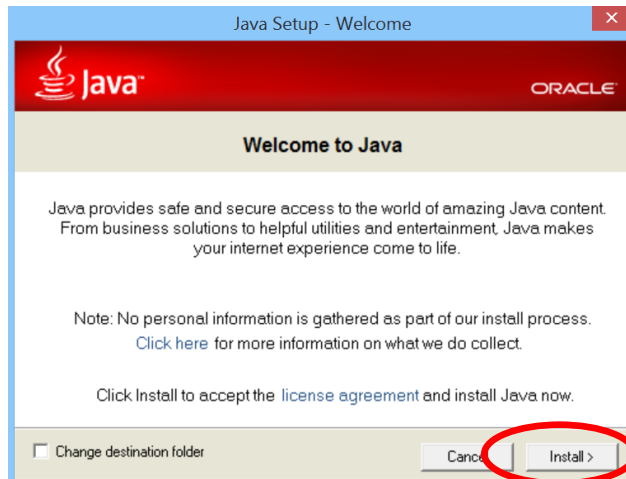 Java Setup - Welcome
Java™
ORACLE
Welcome to Java
Java provides safe and secure access to the world of amazing Java content.
From business solutions to helpful utilities and entertainment, Java makes
your internet experience come to life.
Note: No personal information is gathered as part of our install process.
Click here for more information on what we do collect.
Click Install to accept the license agreement and install Java now.
Change destination folder
Install >